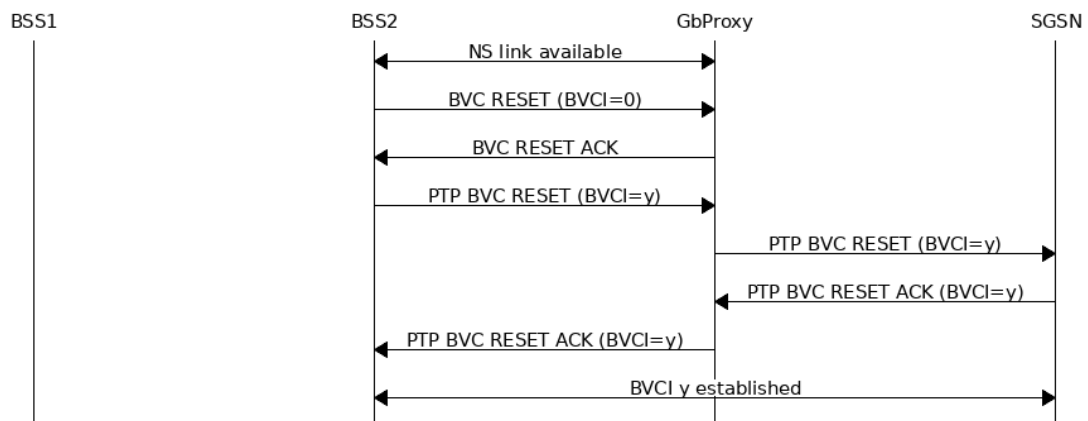 BSS1 BSS2 GbProxy SGSN
NS link available
BVC RESET (BVCI=0)
BVC RESET ACK
PTP BVC RESET (BVCI=y)
PTP BVC RESET (BVCI=y)
PTP BVC RESET ACK (BVCI=y)
PTP BVC RESET ACK (BVCI=y)
BVCI y established